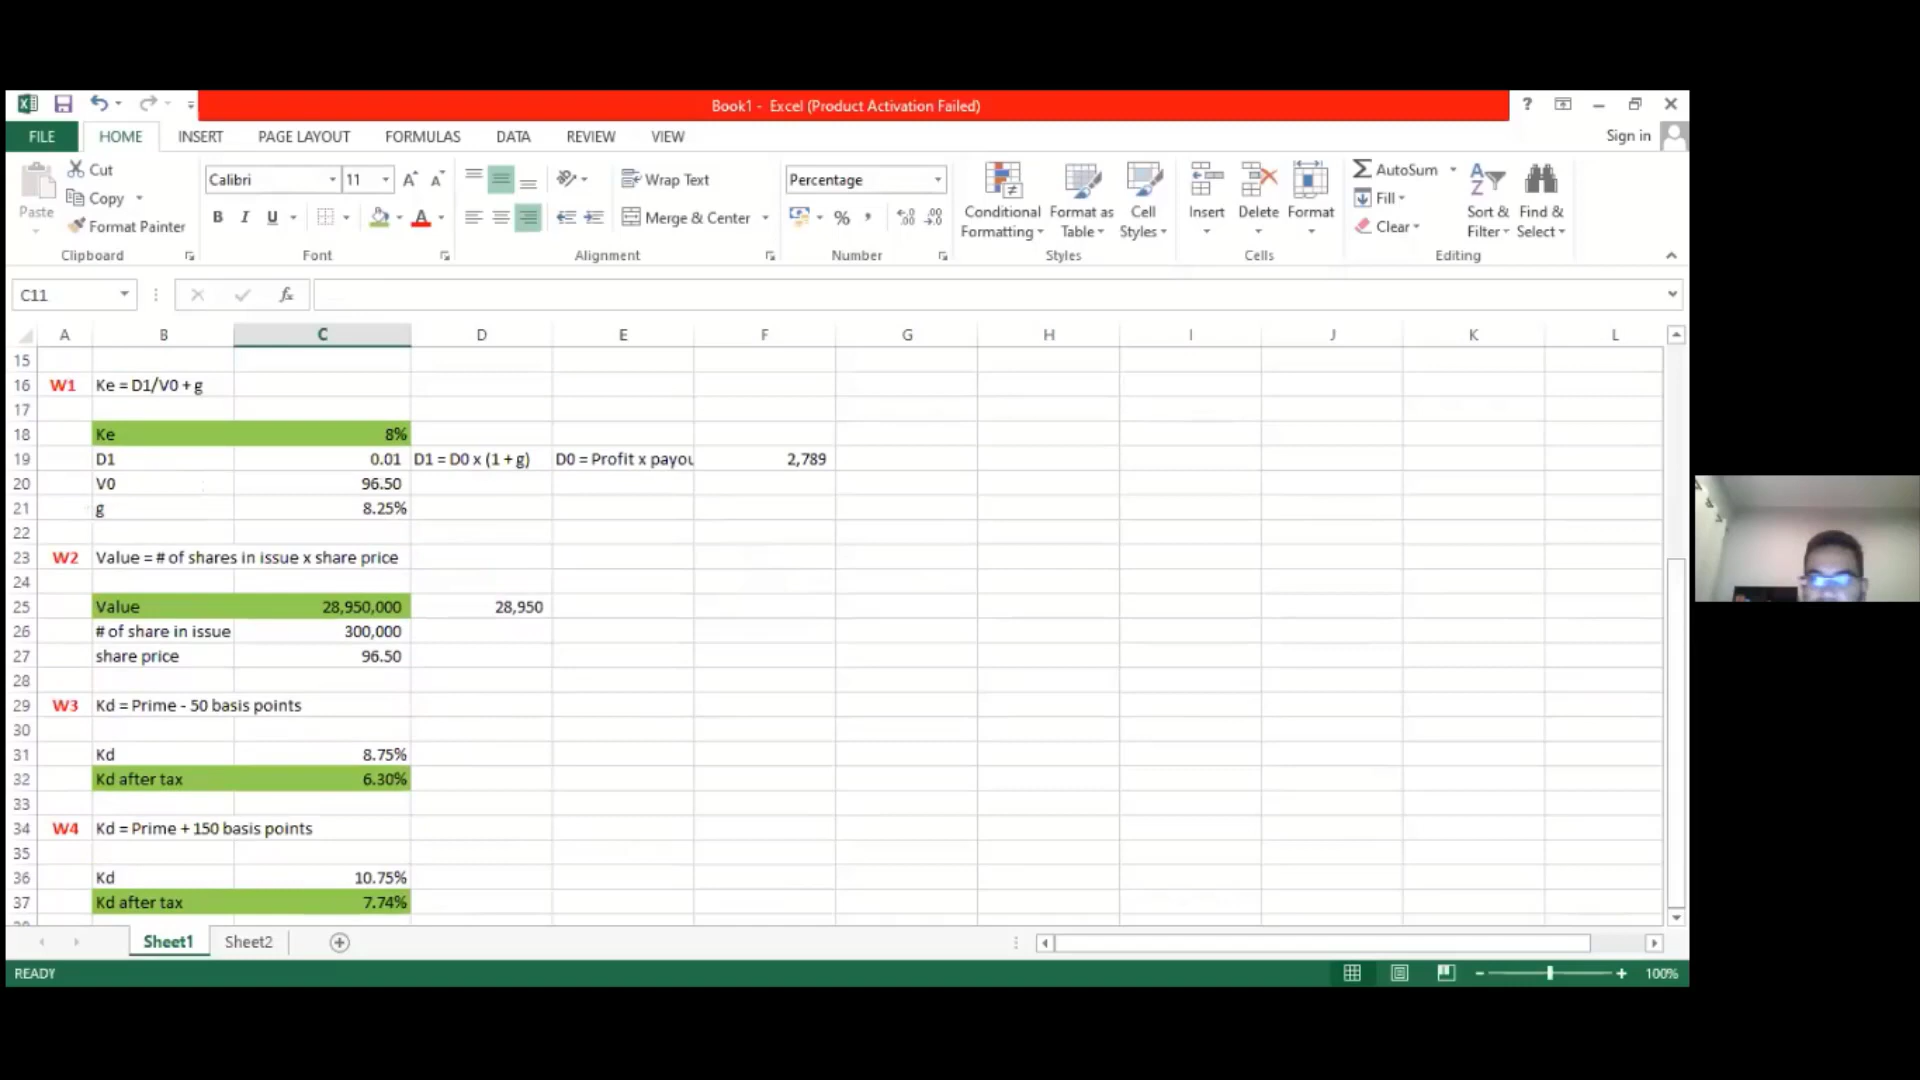 Book1 - Excel (Product Activation Failed)
?
FILE HOME INSERT PAGE LAYOUT FORMULAS DATA REVIEW VIEW Sign in
Paste
Cut
Copy
Format Painter
Clipboard
Calibri 11
B I U
Font
Wrap Text
Merge & Center
Alignment
Percentage
%
Number
Conditional Formatting
Format as Table
Cell Styles
Styles
Insert Delete Format
Cells
AutoSum
Fill
Clear
Sort & Filter
Find & Select
Editing
C11 fx
A B C D E F G H I J K L
15
16 W1 Ke = D1/V0 + g
17
18 Ke 8%
19 D1 0.01 D1 = D0 x (1 + g) D0 = Profit x payou 2,789
20 V0 96.50
21 g 8.25%
22
23 W2 Value = # of shares in issue x share price
24
25 Value 28,950,000 28,950
26 # of share in issue 300,000
27 share price 96.50
28
29 W3 Kd = Prime - 50 basis points
30
31 Kd 8.75%
32 Kd after tax 6.30%
33
34 W4 Kd = Prime + 150 basis points
35
36 Kd 10.75%
37 Kd after tax 7.74%
Sheet1 Sheet2
READY 100%